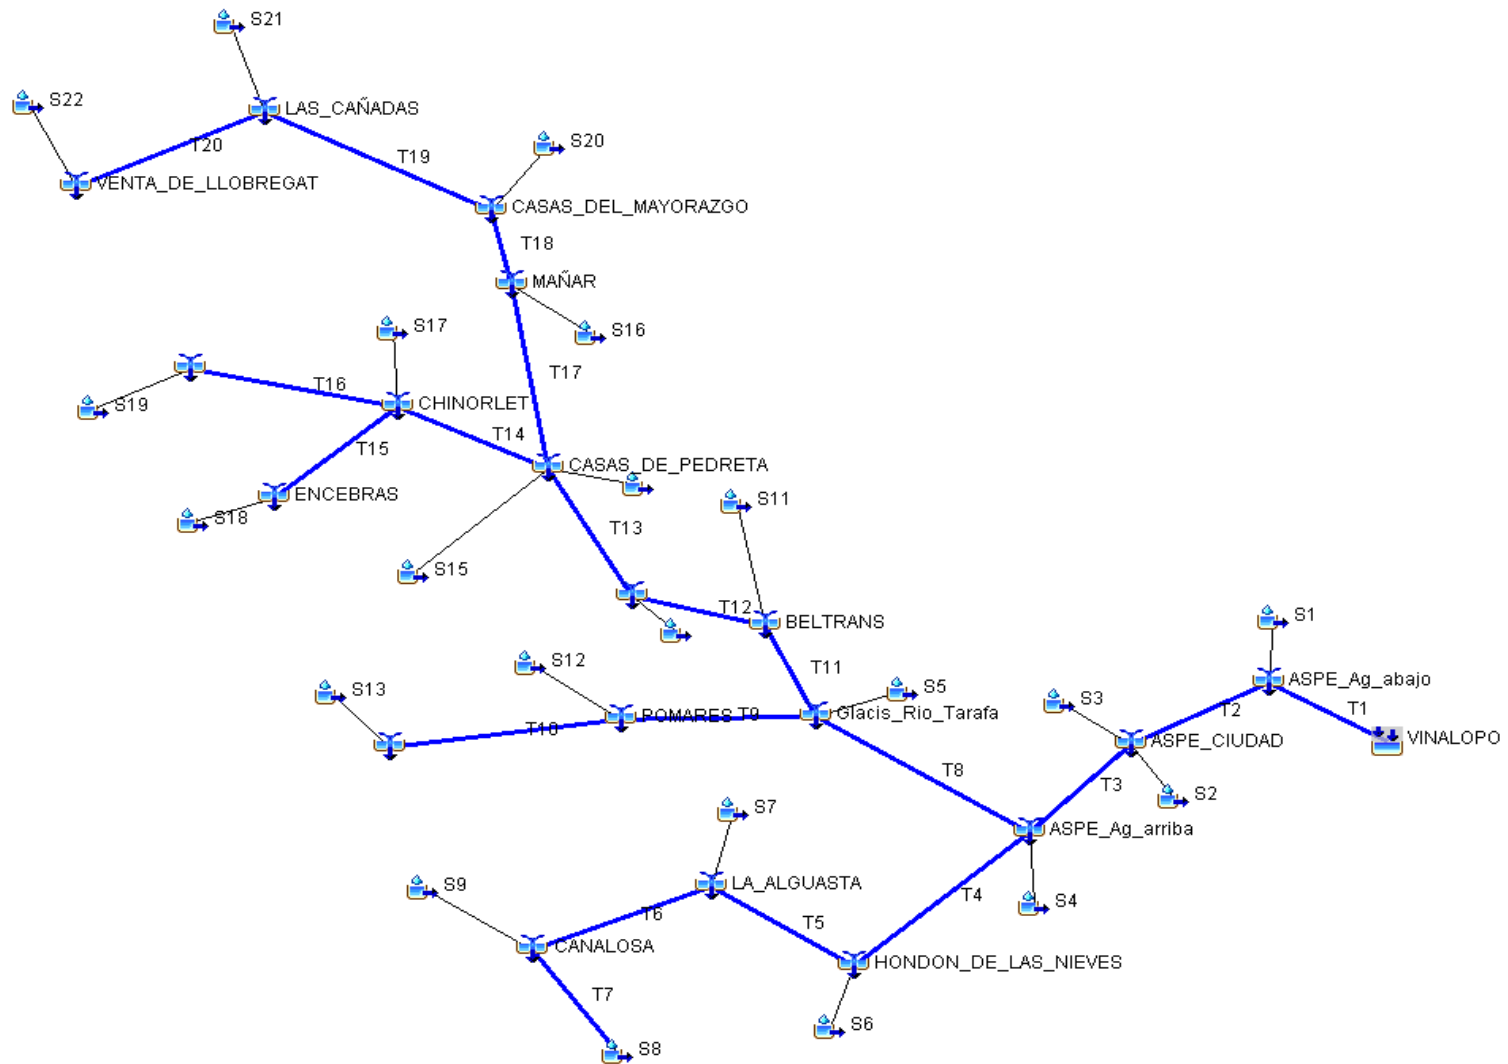 S21
S22
LAS_CAÑADAS
T20
S20
T19
VENTA_DE_LLOBREGAT
CASAS_DEL_MAYORAZGO
T18
MAÑAR
S17
S16
T17
T16
S19
CHINORLET
T14
T15
CASAS_DE_PEDRETA
ENCEBRAS
S11
S18
T13
S15
T12
BELTRANS
S1
S12
T11
ASPE_Ag_abajo
S13
S5
S3
POMARES
T9
Glacis_Rio_Tarafa
T2
T1
T10
ASPE_CIUDAD
VINALOPO
T8
T3
S2
S7
ASPE_Ag_arriba
S9
LA_ALGUASTA
T4
S4
T6
T5
CANALOSA
HONDON_DE_LAS_NIEVES
T7
S6
S8